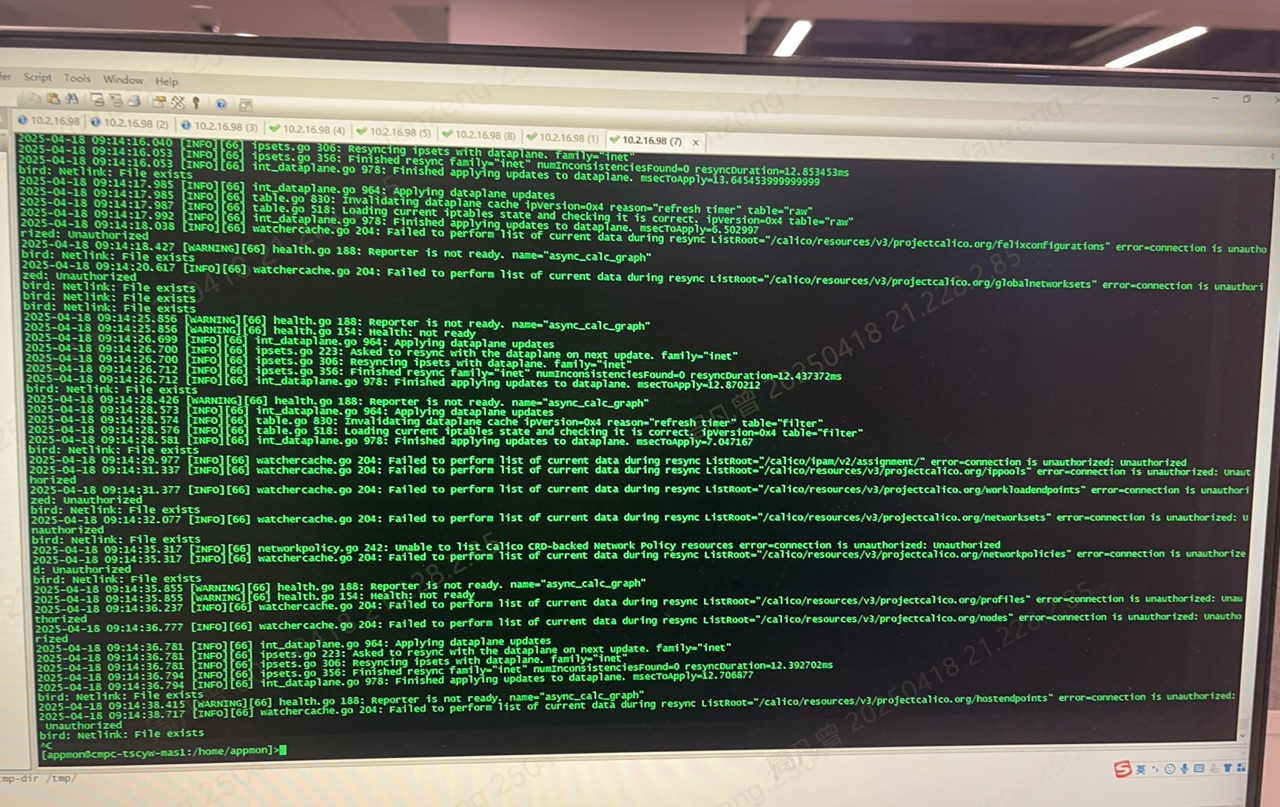 Script Tools Window Help
10.2.16.98 10.2.16.98 (2) 10.2.16.98 (3) 10.2.16.98 (4) 10.2.16.98 (5) 10.2.16.98 (8) 10.2.16.98 (1) 10.2.16.98 (7)
2025-04-18 09:14:16.040 [INFO][66] ipsets.go 306: Resyncing ipsets with dataplane. family="inet"
2025-04-18 09:14:16.053 [INFO][66] ipsets.go 356: Finished resync family="inet" numInconsistenciesFound=0 resyncDuration=12.853453ms
2025-04-18 09:14:16.053 [INFO][66] int_dataplane.go 978: Finished applying updates to dataplane. msecToApply=13.645453999999999
bird: Netlink: File exists
2025-04-18 09:14:17.985 [INFO][66] int_dataplane.go 964: Applying dataplane updates
2025-04-18 09:14:17.985 [INFO][66] table.go 830: Invalidating dataplane cache ipVersion=0x4 reason="refresh timer" table="raw"
2025-04-18 09:14:17.987 [INFO][66] table.go 518: Loading current iptables state and checking it is correct. ipVersion=0x4 table="raw"
2025-04-18 09:14:17.992 [INFO][66] int_dataplane.go 978: Finished applying updates to dataplane. msecToApply=6.502997
2025-04-18 09:14:18.038 [INFO][66] watchercache.go 204: Failed to perform list of current data during resync ListRoot="/calico/resources/v3/projectcalico.org/felixconfigurations" error=connection is unautho
rized: Unauthorized
2025-04-18 09:14:18.427 [WARNING][66] health.go 188: Reporter is not ready. name="async_calc_graph"
bird: Netlink: File exists
2025-04-18 09:14:20.617 [INFO][66] watchercache.go 204: Failed to perform list of current data during resync ListRoot="/calico/resources/v3/projectcalico.org/globalnetworksets" error=connection is unauthori
zed: Unauthorized
bird: Netlink: File exists
bird: Netlink: File exists
bird: Netlink: File exists
2025-04-18 09:14:25.856 [WARNING][66] health.go 188: Reporter is not ready. name="async_calc_graph"
2025-04-18 09:14:25.856 [WARNING][66] health.go 154: Health: not ready
2025-04-18 09:14:26.699 [INFO][66] int_dataplane.go 964: Applying dataplane updates
2025-04-18 09:14:26.700 [INFO][66] ipsets.go 223: Asked to resync with the dataplane on next update. family="inet"
2025-04-18 09:14:26.700 [INFO][66] ipsets.go 306: Resyncing ipsets with dataplane. family="inet"
2025-04-18 09:14:26.712 [INFO][66] ipsets.go 356: Finished resync family="inet" numInconsistenciesFound=0 resyncDuration=12.437372ms
2025-04-18 09:14:26.712 [INFO][66] int_dataplane.go 978: Finished applying updates to dataplane. msecToApply=12.870212
bird: Netlink: File exists
2025-04-18 09:14:28.426 [WARNING][66] health.go 188: Reporter is not ready. name="async_calc_graph"
2025-04-18 09:14:28.573 [INFO][66] int_dataplane.go 964: Applying dataplane updates
2025-04-18 09:14:28.574 [INFO][66] table.go 830: Invalidating dataplane cache ipVersion=0x4 reason="refresh timer" table="filter"
2025-04-18 09:14:28.576 [INFO][66] table.go 518: Loading current iptables state and checking it is correct. ipVersion=0x4 table="filter"
2025-04-18 09:14:28.581 [INFO][66] int_dataplane.go 978: Finished applying updates to dataplane. msecToApply=7.047167
bird: Netlink: File exists
2025-04-18 09:14:29.977 [INFO][66] watchercache.go 204: Failed to perform list of current data during resync ListRoot="/calico/ipam/v2/assignment/" error=connection is unauthorized: Unauthorized
2025-04-18 09:14:31.337 [INFO][66] watchercache.go 204: Failed to perform list of current data during resync ListRoot="/calico/resources/v3/projectcalico.org/ippools" error=connection is unauthorized: Unaut
horized
2025-04-18 09:14:31.377 [INFO][66] watchercache.go 204: Failed to perform list of current data during resync ListRoot="/calico/resources/v3/projectcalico.org/workloadendpoints" error=connection is unauthori
zed: Unauthorized
bird: Netlink: File exists
2025-04-18 09:14:32.077 [INFO][66] watchercache.go 204: Failed to perform list of current data during resync ListRoot="/calico/resources/v3/projectcalico.org/networksets" error=connection is unauthorized: U
nauthorized
bird: Netlink: File exists
2025-04-18 09:14:35.317 [INFO][66] networkpolicy.go 242: Unable to list Calico CRD-backed Network Policy resources error=connection is unauthorized: Unauthorized
2025-04-18 09:14:35.317 [INFO][66] watchercache.go 204: Failed to perform list of current data during resync ListRoot="/calico/resources/v3/projectcalico.org/networkpolicies" error=connection is unauthorize
d: Unauthorized
bird: Netlink: File exists
2025-04-18 09:14:35.855 [WARNING][66] health.go 188: Reporter is not ready. name="async_calc_graph"
2025-04-18 09:14:35.855 [WARNING][66] health.go 154: Health: not ready
2025-04-18 09:14:36.237 [INFO][66] watchercache.go 204: Failed to perform list of current data during resync ListRoot="/calico/resources/v3/projectcalico.org/profiles" error=connection is unauthorized: Unau
thorized
2025-04-18 09:14:36.777 [INFO][66] watchercache.go 204: Failed to perform list of current data during resync ListRoot="/calico/resources/v3/projectcalico.org/nodes" error=connection is unauthorized: Unautho
rized
2025-04-18 09:14:36.781 [INFO][66] int_dataplane.go 964: Applying dataplane updates
2025-04-18 09:14:36.781 [INFO][66] ipsets.go 223: Asked to resync with the dataplane on next update. family="inet"
2025-04-18 09:14:36.781 [INFO][66] ipsets.go 306: Resyncing ipsets with dataplane. family="inet"
2025-04-18 09:14:36.794 [INFO][66] ipsets.go 356: Finished resync family="inet" numInconsistenciesFound=0 resyncDuration=12.392702ms
2025-04-18 09:14:36.794 [INFO][66] int_dataplane.go 978: Finished applying updates to dataplane. msecToApply=12.706877
bird: Netlink: File exists
2025-04-18 09:14:38.415 [WARNING][66] health.go 188: Reporter is not ready. name="async_calc_graph"
2025-04-18 09:14:38.717 [INFO][66] watchercache.go 204: Failed to perform list of current data during resync ListRoot="/calico/resources/v3/projectcalico.org/hostendpoints" error=connection is unauthorized:
Unauthorized
bird: Netlink: File exists
^C
[appmon@cmpc-tscyw-mas1:/home/appmon]>
mp-dir /tmp/
英
20250418 21.228.2.85